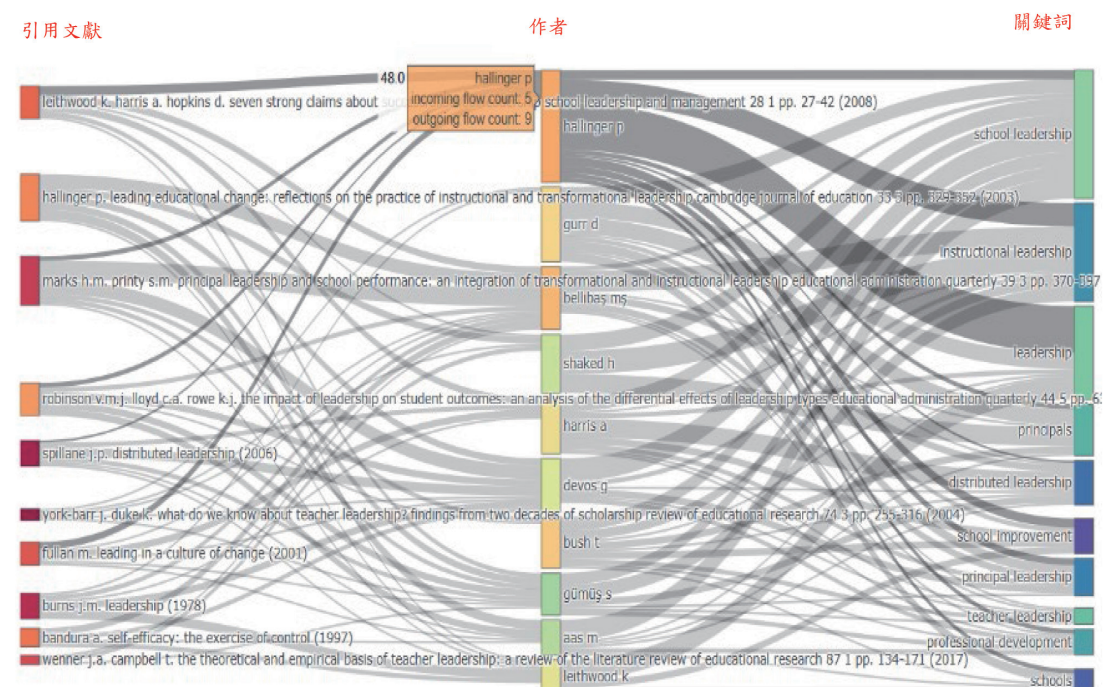 引用文獻
作者
關鍵詞
48.0
hallinger p
incoming flow count: 5
outgoing flow count: 9
leithwood k. harris a. hopkins d. seven strong claims about school leadership and management 28 1 pp. 27-42 (2008)
hallinger p. leading educational change: reflections on the practice of instructional and transformational leadership cambridge journal of education 33 3 pp. 329-352 (2003)
marks h.m. printy s.m. principal leadership and school performance: an integration of transformational and instructional leadership educational administration quarterly 39 3 pp. 370-397
robinson v.m.j. lloyd c.a. rowe k.j. the impact of leadership on student outcomes: an analysis of the differential effects of leadership types educational administration quarterly 44 5 pp.
spillane j.p. distributed leadership (2006)
york-barr j. duke k. what do we know about teacher leadership? findings from two decades of scholarship review of educational research 74 3 pp. 255-316 (2004)
fullan m. leading in a culture of change (2001)
burns j.m. leadership (1978)
bandura a. self-efficacy: the exercise of control (1997)
wenner j.a. campbell t. the theoretical and empirical basis of teacher leadership: a review of the literature review of educational research 87 1 pp. 134-171 (2017)
hallinger p
gurr d
bellibaş mş
shaked h
harris a
devos g
bush t
gümüş s
aas m
leithwood k
school leadership
instructional leadership
leadership
principals
distributed leadership
school improvement
principal leadership
teacher leadership
professional development
schools